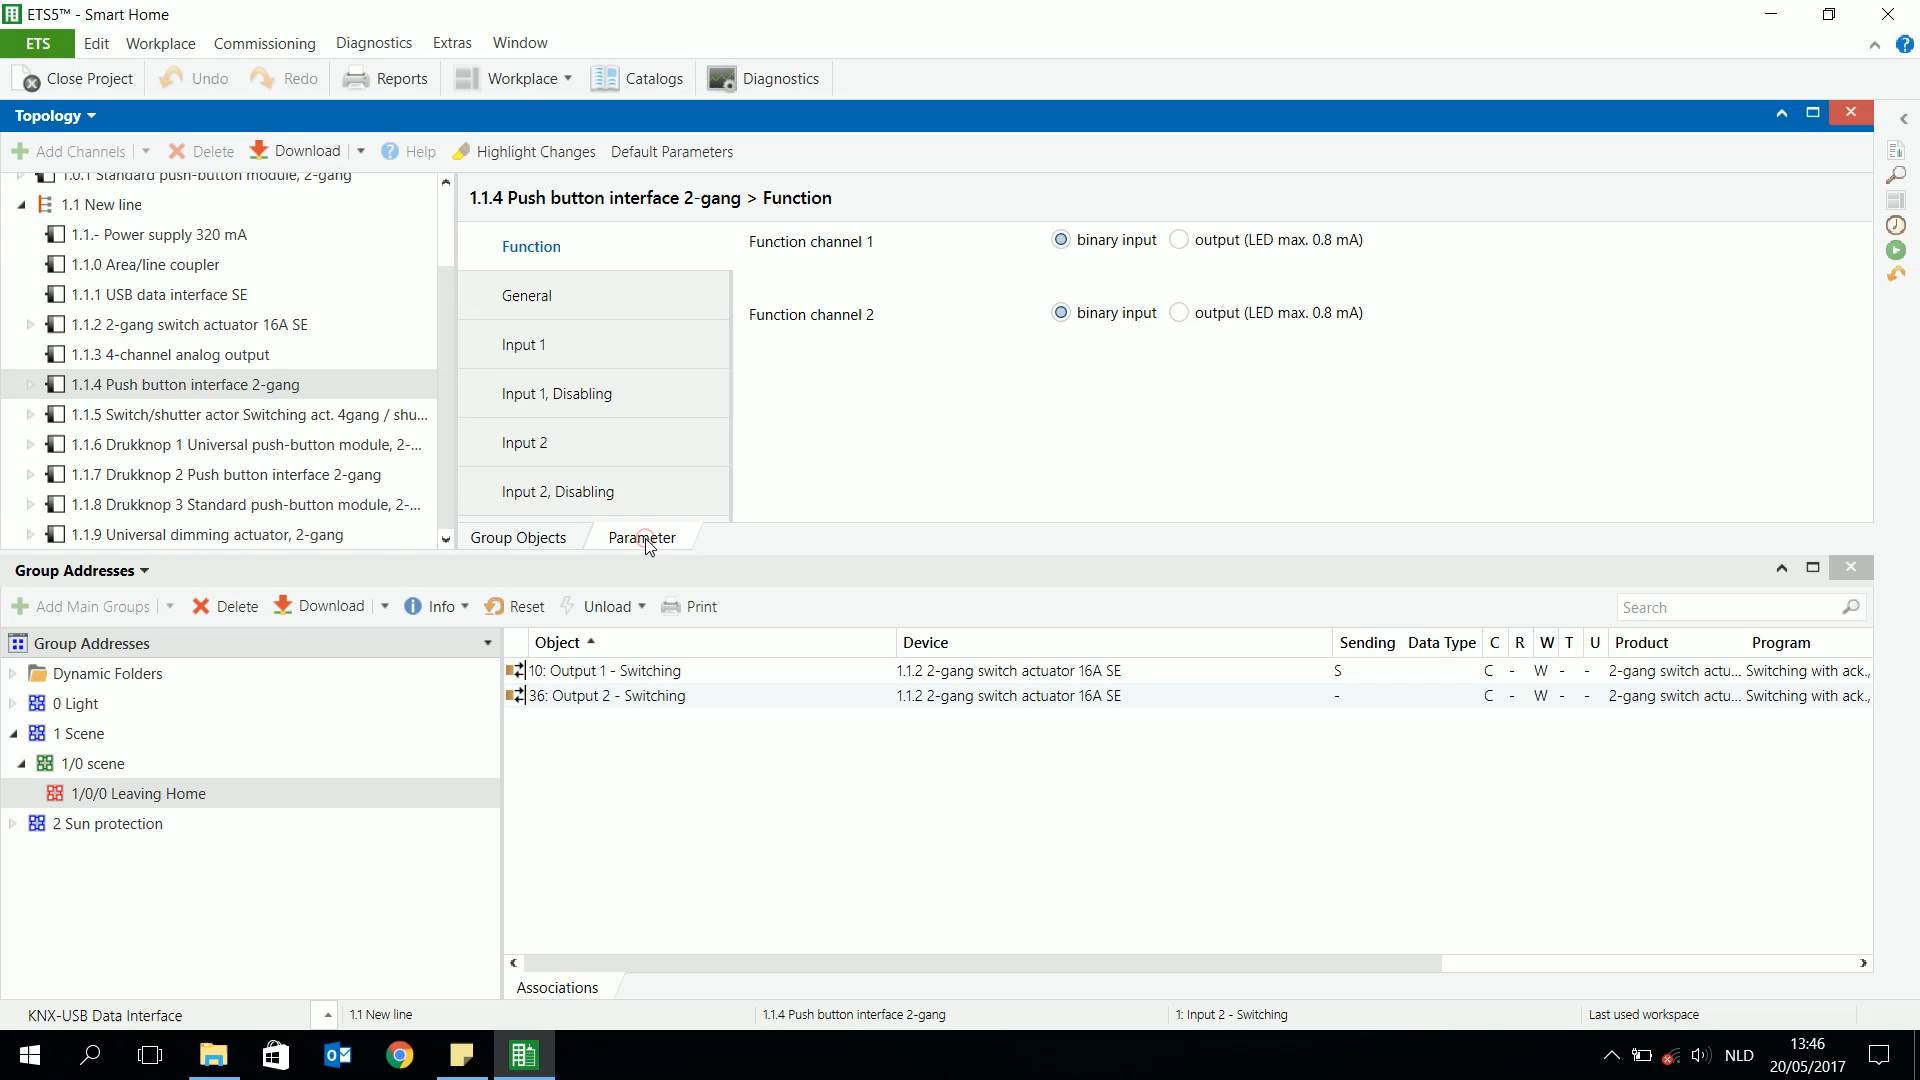 ETS5™ - Smart Home
ETS Edit Workplace Commissioning Diagnostics Extras Window
Close Project Undo Redo Reports Workplace Catalogs Diagnostics
Topology
Add Channels Delete Download Help Highlight Changes Default Parameters
1.0.1 Standard push-button module, 2-gang
1.1 New line
1.1.- Power supply 320 mA
1.1.0 Area/line coupler
1.1.1 USB data interface SE
1.1.2 2-gang switch actuator 16A SE
1.1.3 4-channel analog output
1.1.4 Push button interface 2-gang
1.1.5 Switch/shutter actor Switching act. 4gang / shu...
1.1.6 Drukknop 1 Universal push-button module, 2-...
1.1.7 Drukknop 2 Push button interface 2-gang
1.1.8 Drukknop 3 Standard push-button module, 2-...
1.1.9 Universal dimming actuator, 2-gang
1.1.4 Push button interface 2-gang > Function
Function
General
Input 1
Input 1, Disabling
Input 2
Input 2, Disabling
Function channel 1 binary input output (LED max. 0.8 mA)
Function channel 2 binary input output (LED max. 0.8 mA)
Group Objects Parameter
Group Addresses
Add Main Groups Delete Download Info Reset Unload Print Search
Group Addresses
Dynamic Folders
0 Light
1 Scene
1/0 scene
1/0/0 Leaving Home
2 Sun protection
Object Device Sending Data Type C R W T U Product Program
10: Output 1 - Switching 1.1.2 2-gang switch actuator 16A SE S C - W - - 2-gang switch actu... Switching with ack.,
36: Output 2 - Switching 1.1.2 2-gang switch actuator 16A SE - C - W - - 2-gang switch actu... Switching with ack.,
Associations
KNX-USB Data Interface 1.1 New line 1.1.4 Push button interface 2-gang 1: Input 2 - Switching Last used workspace
NLD
13:46
20/05/2017